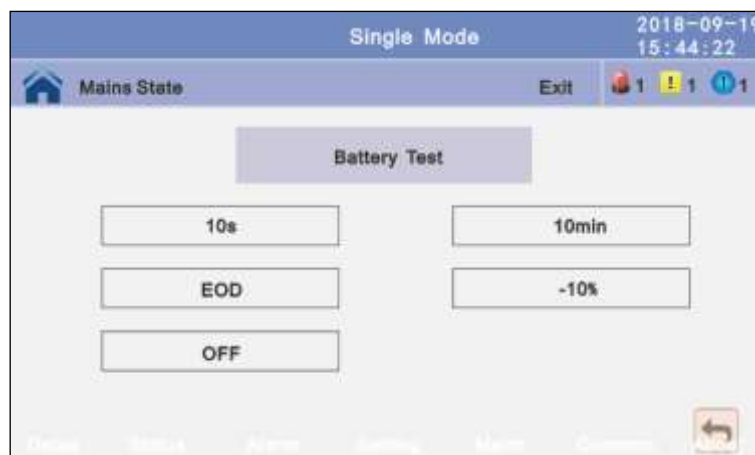 Single Mode
2018-09-19
15:44:22
Mains State
Exit
1
! 1
1
Battery Test
10s
10min
EOD
-10%
OFF